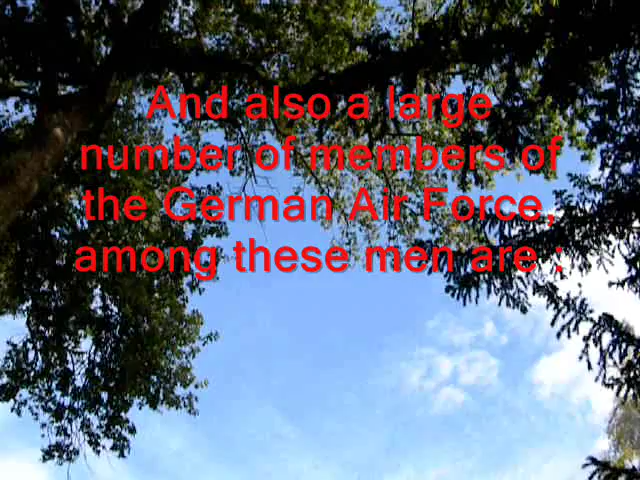 And also a large
number of members of
the German Air Force,
among these men are :